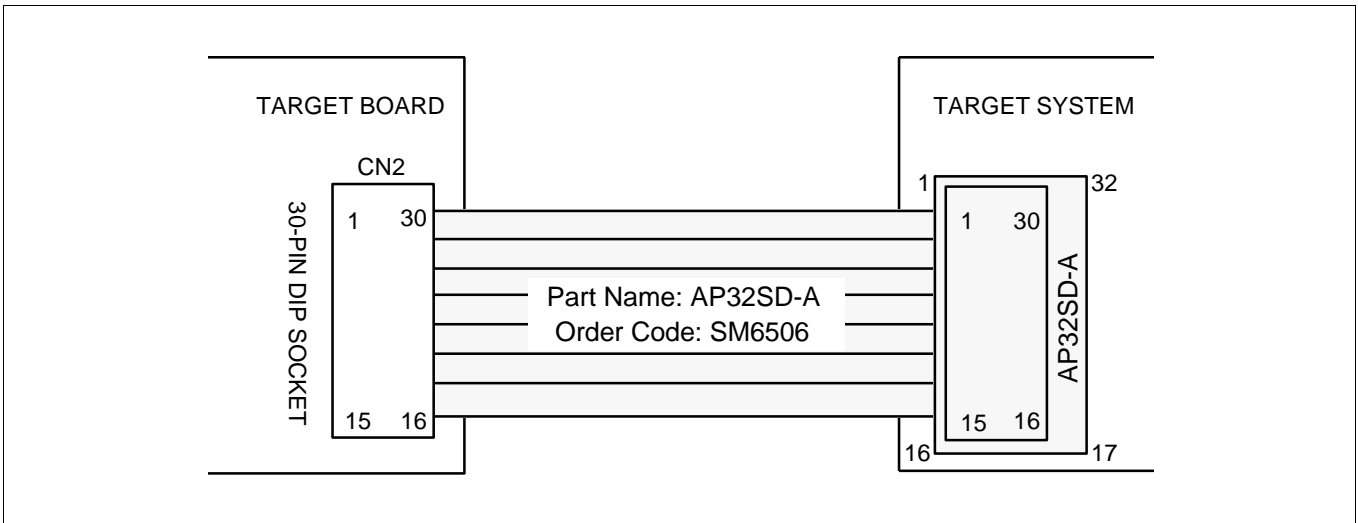 TARGET BOARD
CN2
30-PIN DIP SOCKET
1 30
15 16
Part Name: AP32SD-A
Order Code: SM6506
TARGET SYSTEM
1 32
1 30
AP32SD-A
15 16
16 17